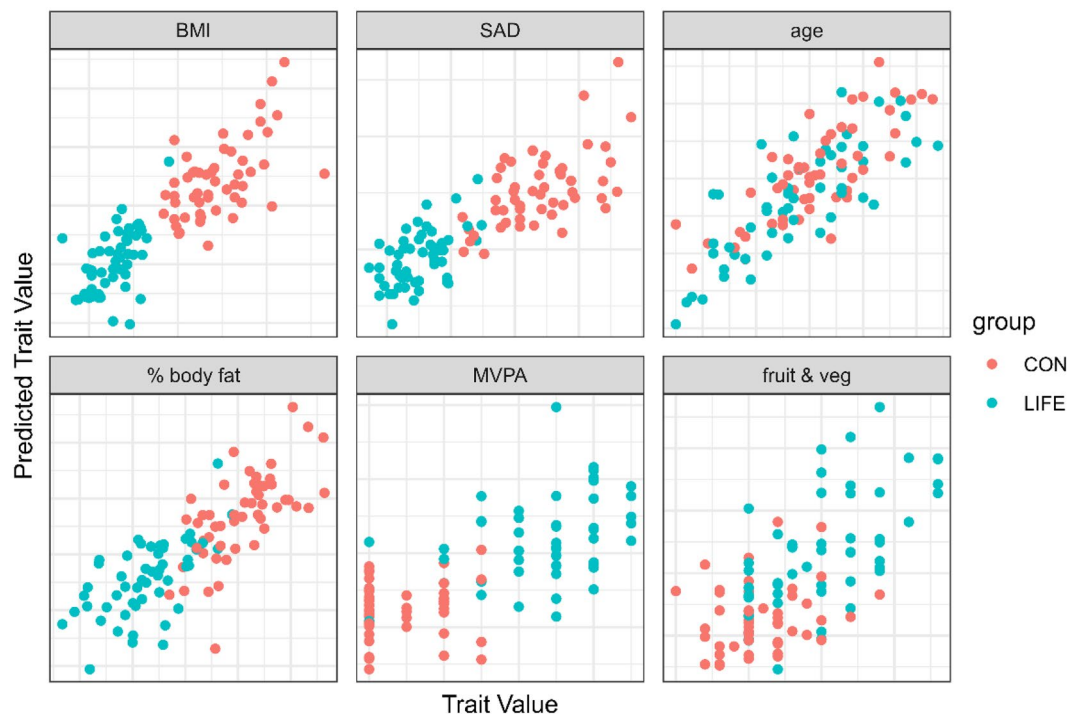 BMI
SAD
age
% body fat
MVPA
fruit & veg
Predicted Trait Value
Trait Value
group
CON
LIFE